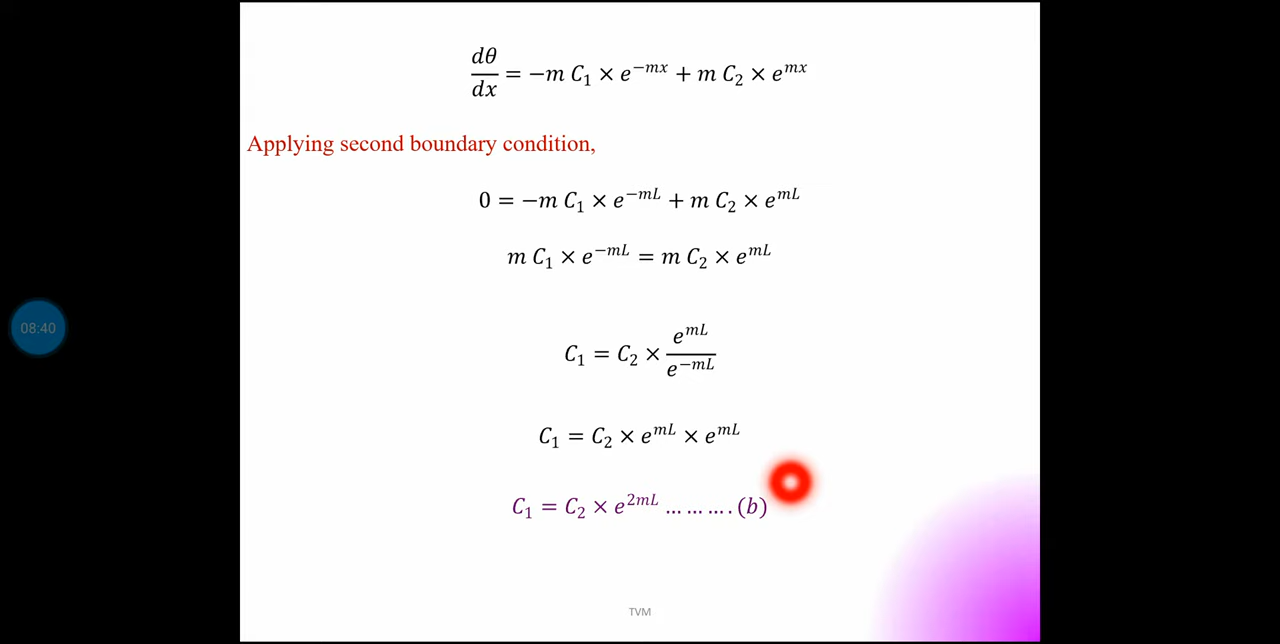 dθ/dx = −m C₁ × e^{−mx} + m C₂ × e^{mx}
Applying second boundary condition,
0 = −m C₁ × e^{−mL} + m C₂ × e^{mL}
m C₁ × e^{−mL} = m C₂ × e^{mL}
08:40
C₁ = C₂ × e^{mL}/e^{−mL}
C₁ = C₂ × e^{mL} × e^{mL}
C₁ = C₂ × e^{2mL} … … … . (b)
TVM